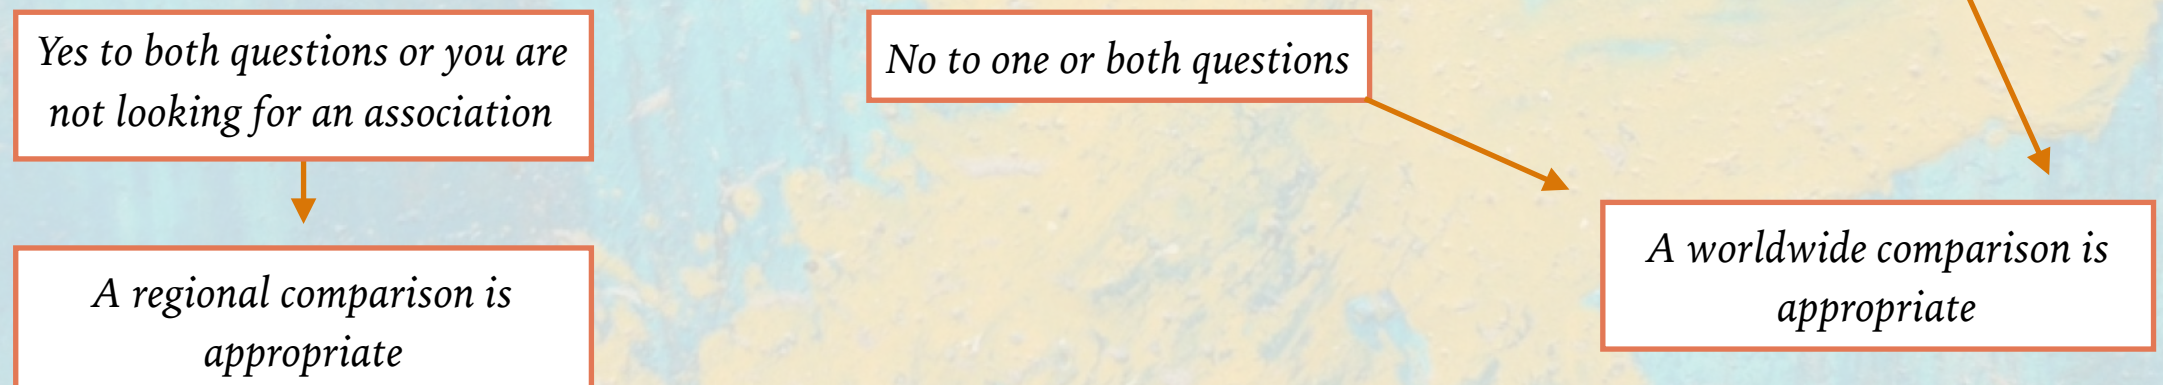 Yes to both questions or you are
not looking for an association
No to one or both questions
A regional comparison is
appropriate
A worldwide comparison is
appropriate